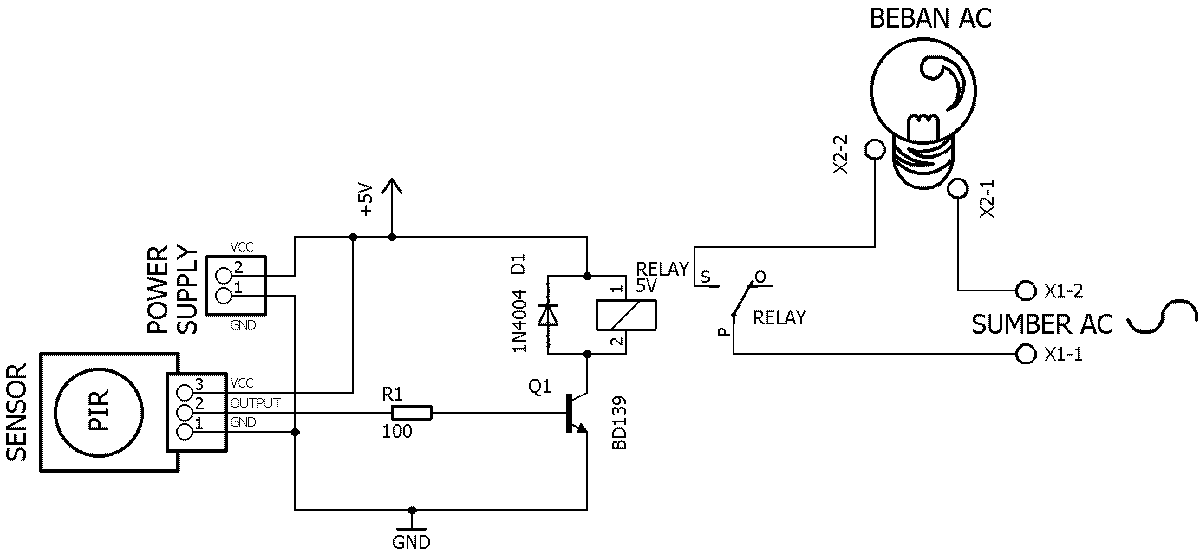 BEBAN AC
X2-2
X2-1
+5V
POWER
SUPPLY
VCC
2
1
GND
D1
1N4004
1
2
RELAY
5V
S
O
P
RELAY
X1-2
SUMBER AC
X1-1
SENSOR
PIR
3
2
1
VCC
OUTPUT
GND
R1
100
Q1
BD139
GND